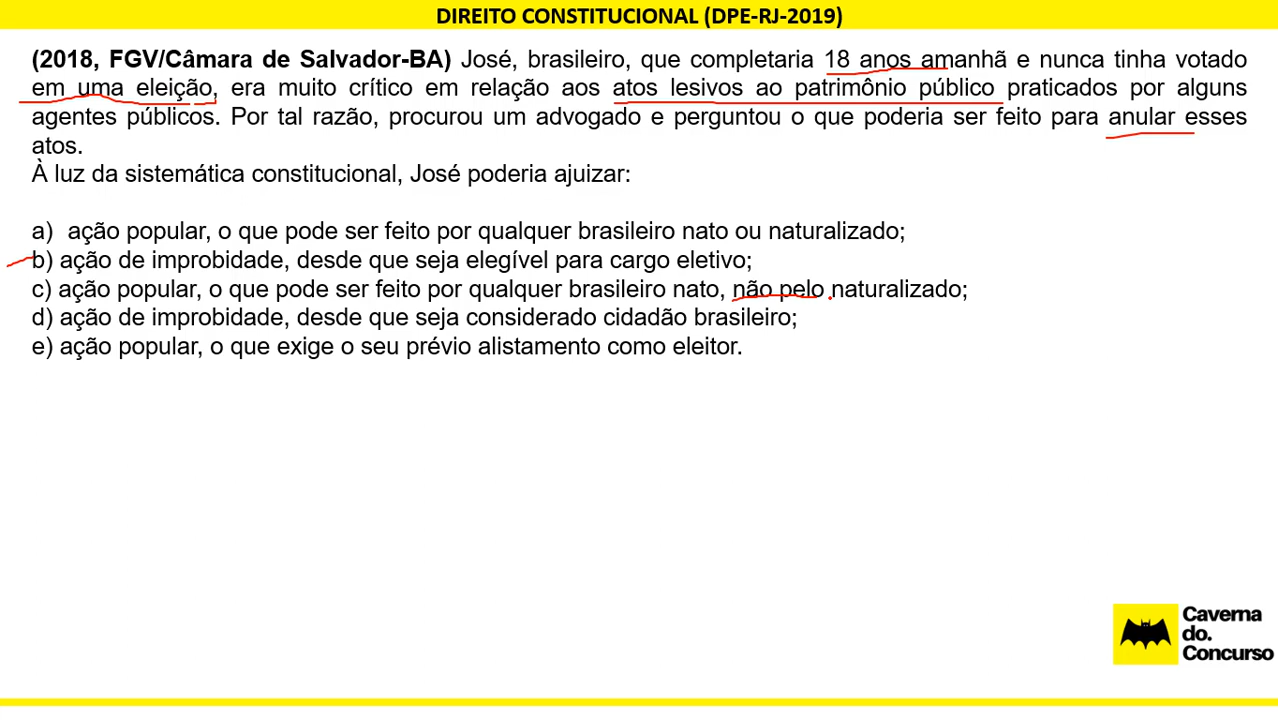 DIREITO CONSTITUCIONAL (DPE-RJ-2019)
(2018, FGV/Câmara de Salvador-BA) José, brasileiro, que completaria 18 anos amanhã e nunca tinha votado
em uma eleição, era muito crítico em relação aos atos lesivos ao patrimônio público praticados por alguns
agentes públicos. Por tal razão, procurou um advogado e perguntou o que poderia ser feito para anular esses
atos.
À luz da sistemática constitucional, José poderia ajuizar:
a) ação popular, o que pode ser feito por qualquer brasileiro nato ou naturalizado;
b) ação de improbidade, desde que seja elegível para cargo eletivo;
c) ação popular, o que pode ser feito por qualquer brasileiro nato, não pelo naturalizado;
d) ação de improbidade, desde que seja considerado cidadão brasileiro;
e) ação popular, o que exige o seu prévio alistamento como eleitor.
Caverna
do.
Concurso